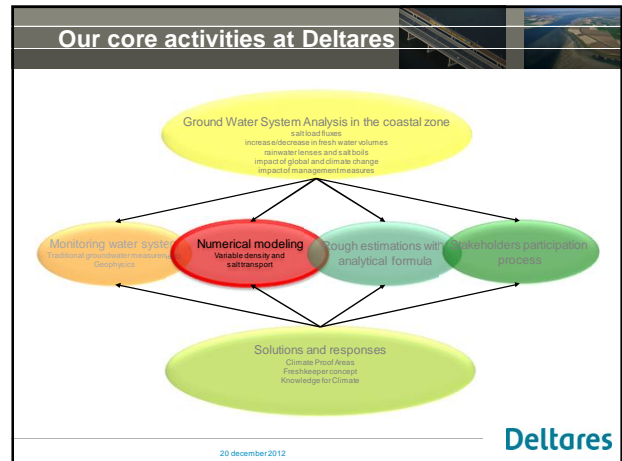 Our core activities at Deltares
Ground Water System Analysis in the coastal zone
salt load fluxes
increase/decrease in fresh water volumes
rainwater lenses and salt boils
impact of global and climate change
impact of management measures
Monitoring water system
Traditional groundwater measurements
Geophysics
Numerical modeling
Variable density and
salt transport
Rough estimations with
analytical formula
Stakeholders participation
process
Solutions and responses
Climate Proof Areas
Freshkeeper concept
Knowledge for Climate
20 december 2012
Deltares